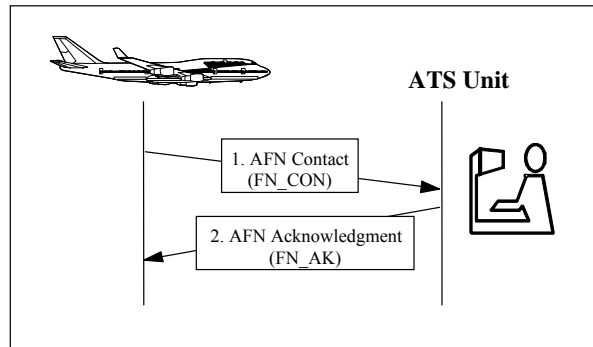 ATS Unit
1. AFN Contact
(FN_CON)
2. AFN Acknowledgment
(FN_AK)